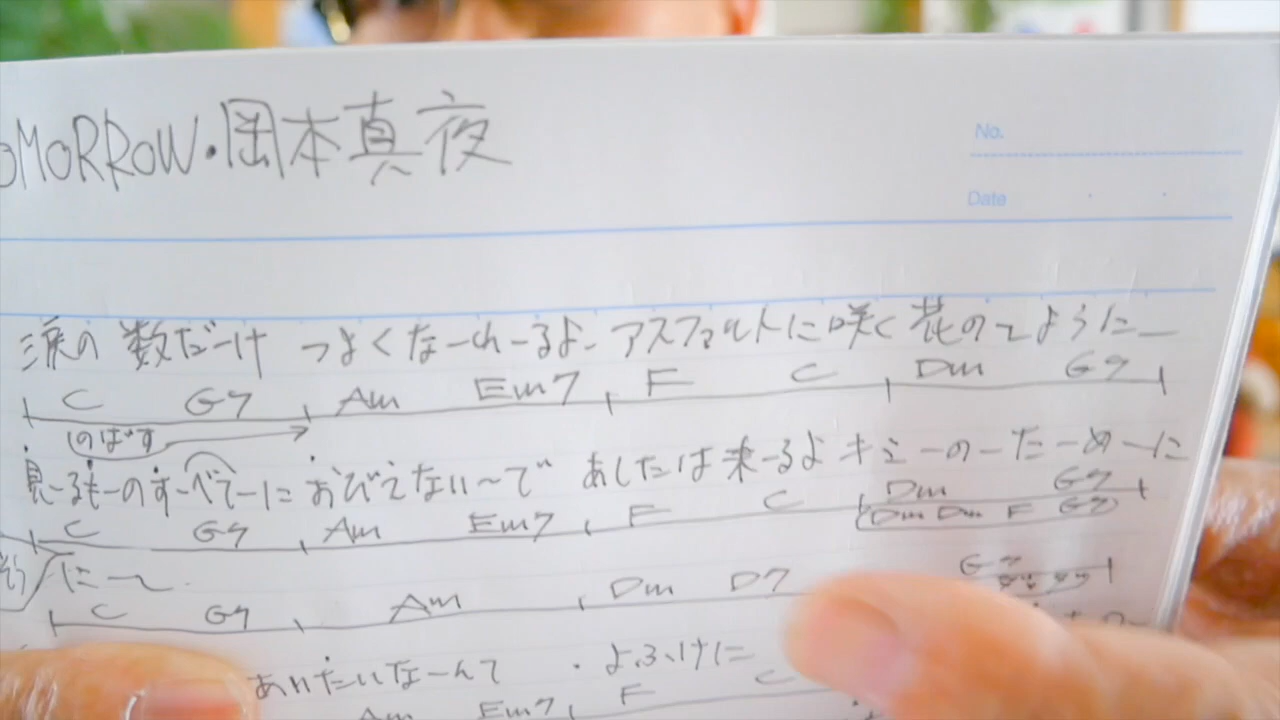 OMORROW・岡本真夜
No.
Date
涙の 数だーけ つよくなーれーるよー アスファルトに咲く 花のーように―
C G7 Am Em7 F C Dm G7
のばす
見ーるもーのすーべてーに おびえない〜で あしたは来ーるよ キミーのーたーめーに
C G7 Am Em7 F C Dm G7
Dm Dm F G7
に〜
C G7 Am Dm D7 G7
あいたいなーんて ・よふけに
Am Em7 F C